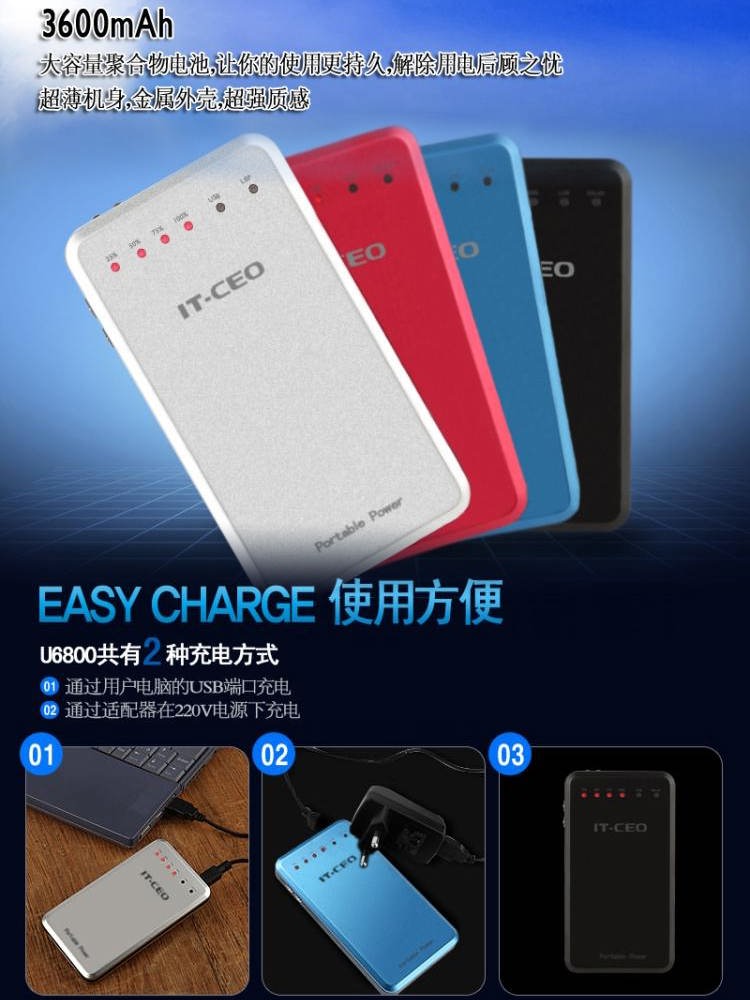 3600mAh
大容量聚合物电池,让你的使用更持久,解除用电后顾之忧
超薄机身,金属外壳,超强质感
25% 50% 75% 100% USB LBP
IT-CEO
Portable Power
EO
EO
EO
EASY CHARGE 使用方便
U6800共有2种充电方式
01 通过用户电脑的USB端口充电
02 通过适配器在220V电源下充电
01
IT-CEO
Portable Power
02
IT-CEO
Portable Power
03
IT-CEO
Portable Power